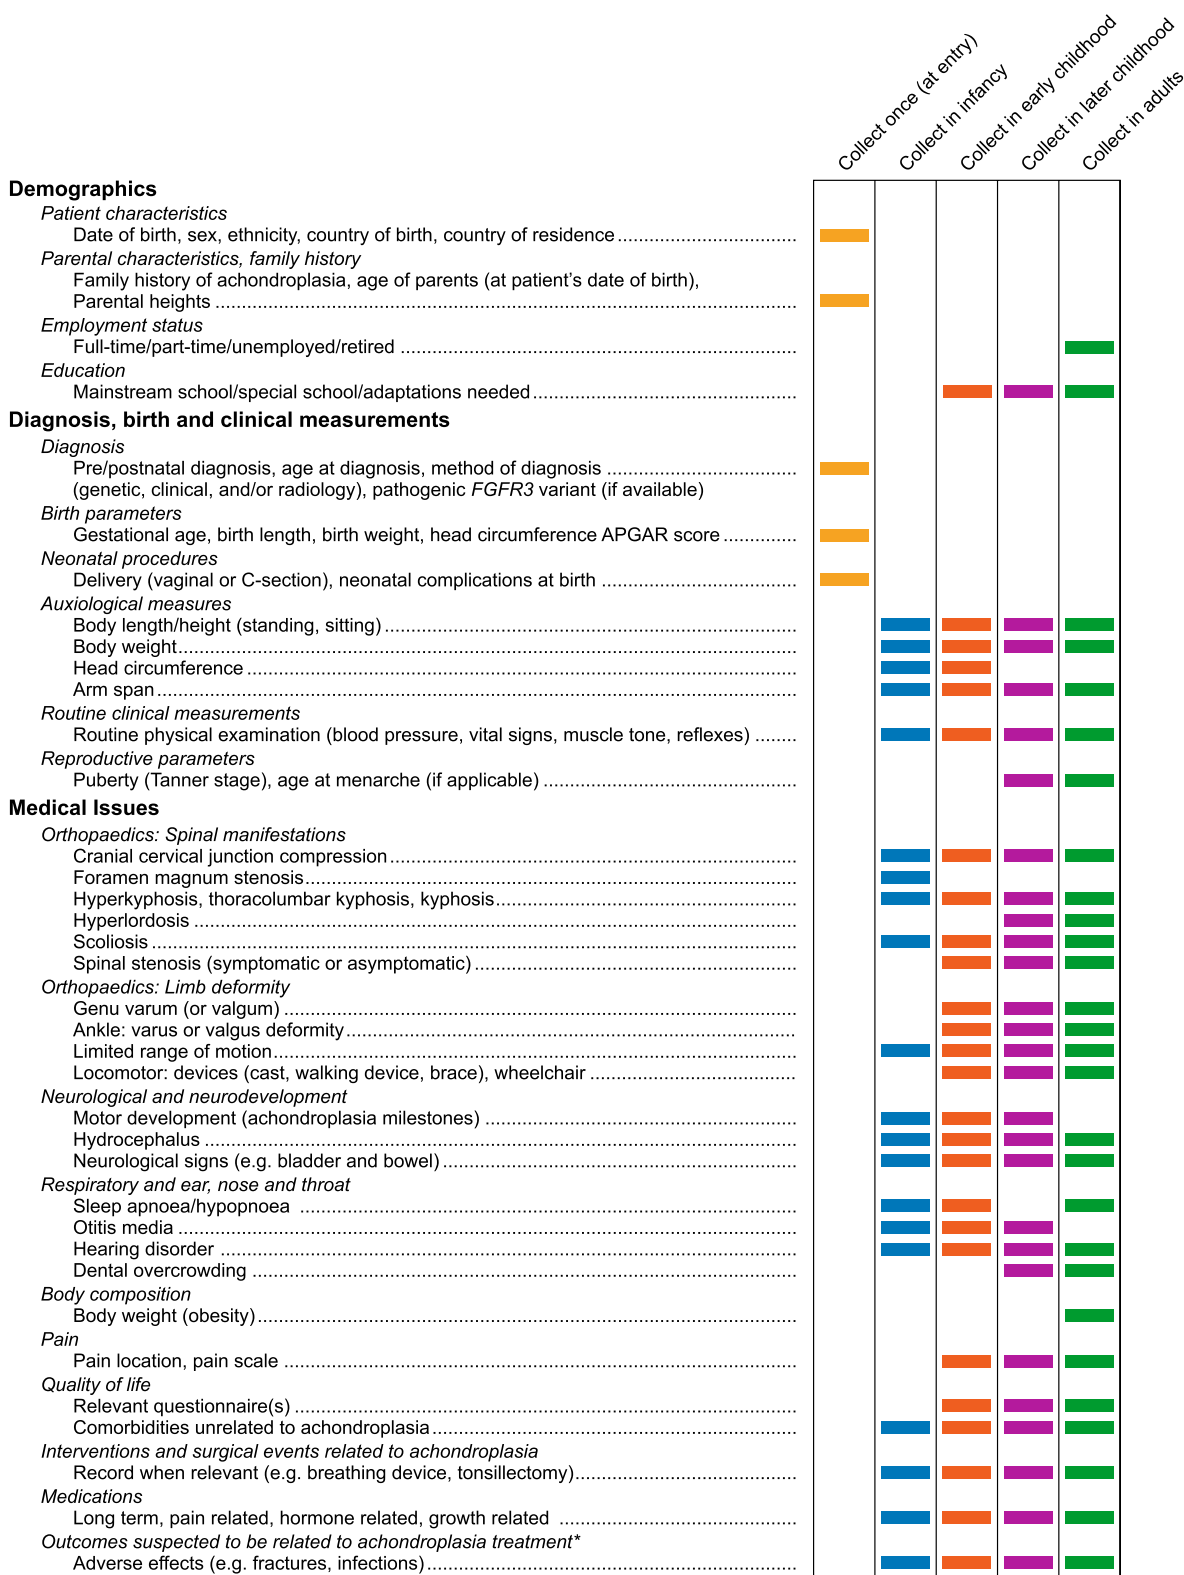 Collect once (at entry)
Collect in infancy
Collect in early childhood
Collect in later childhood
Collect in adults
Demographics
Patient characteristics
Date of birth, sex, ethnicity, country of birth, country of residence
Parental characteristics, family history
Family history of achondroplasia, age of parents (at patient’s date of birth),
Parental heights
Employment status
Full-time/part-time/unemployed/retired
Education
Mainstream school/special school/adaptations needed
Diagnosis, birth and clinical measurements
Diagnosis
Pre/postnatal diagnosis, age at diagnosis, method of diagnosis
(genetic, clinical, and/or radiology), pathogenic FGFR3 variant (if available)
Birth parameters
Gestational age, birth length, birth weight, head circumference APGAR score
Neonatal procedures
Delivery (vaginal or C-section), neonatal complications at birth
Auxiological measures
Body length/height (standing, sitting)
Body weight
Head circumference
Arm span
Routine clinical measurements
Routine physical examination (blood pressure, vital signs, muscle tone, reflexes)
Reproductive parameters
Puberty (Tanner stage), age at menarche (if applicable)
Medical Issues
Orthopaedics: Spinal manifestations
Cranial cervical junction compression
Foramen magnum stenosis
Hyperkyphosis, thoracolumbar kyphosis, kyphosis
Hyperlordosis
Scoliosis
Spinal stenosis (symptomatic or asymptomatic)
Orthopaedics: Limb deformity
Genu varum (or valgum)
Ankle: varus or valgus deformity
Limited range of motion
Locomotor: devices (cast, walking device, brace), wheelchair
Neurological and neurodevelopment
Motor development (achondroplasia milestones)
Hydrocephalus
Neurological signs (e.g. bladder and bowel)
Respiratory and ear, nose and throat
Sleep apnoea/hypopnoea
Otitis media
Hearing disorder
Dental overcrowding
Body composition
Body weight (obesity)
Pain
Pain location, pain scale
Quality of life
Relevant questionnaire(s)
Comorbidities unrelated to achondroplasia
Interventions and surgical events related to achondroplasia
Record when relevant (e.g. breathing device, tonsillectomy)
Medications
Long term, pain related, hormone related, growth related
Outcomes suspected to be related to achondroplasia treatment*
Adverse effects (e.g. fractures, infections)